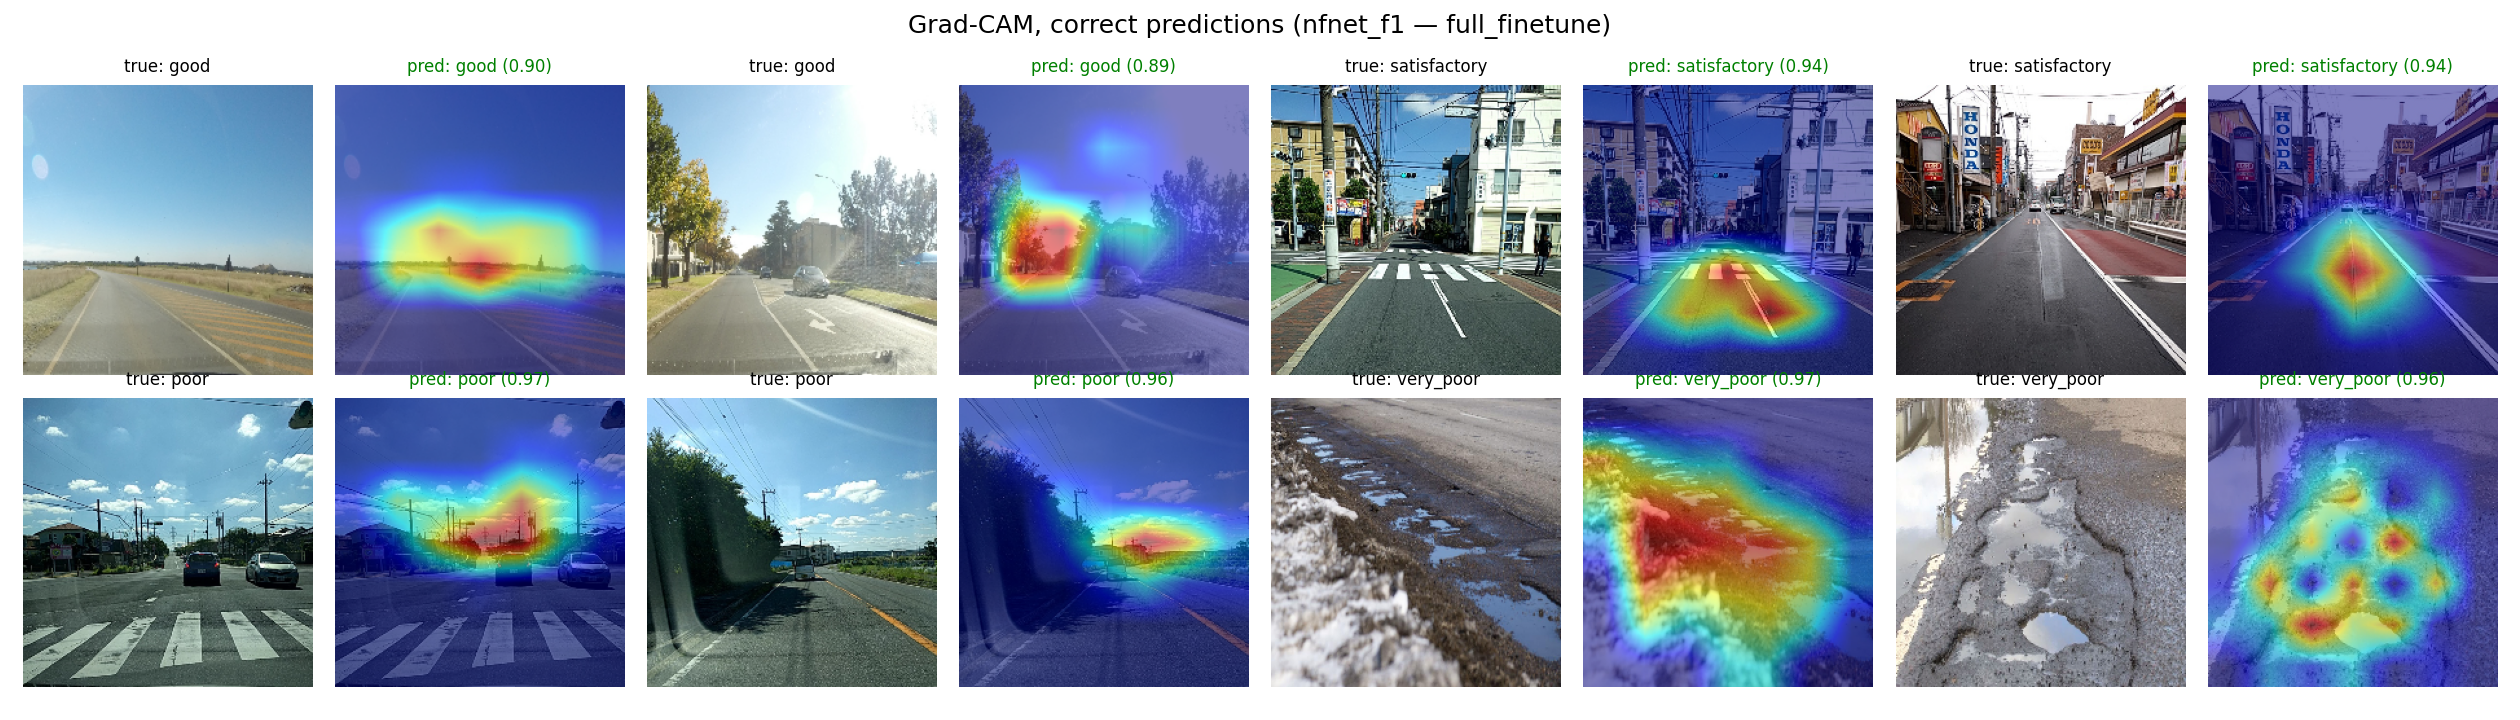 Grad-CAM, correct predictions (nfnet_f1 — full_finetune)
true: good
pred: good (0.90)
true: good
pred: good (0.89)
true: satisfactory
pred: satisfactory (0.94)
true: satisfactory
pred: satisfactory (0.94)
HONDA
HONDA
true: poor
pred: poor (0.97)
true: poor
pred: poor (0.96)
true: very_poor
pred: very_poor (0.97)
true: very_poor
pred: very_poor (0.96)